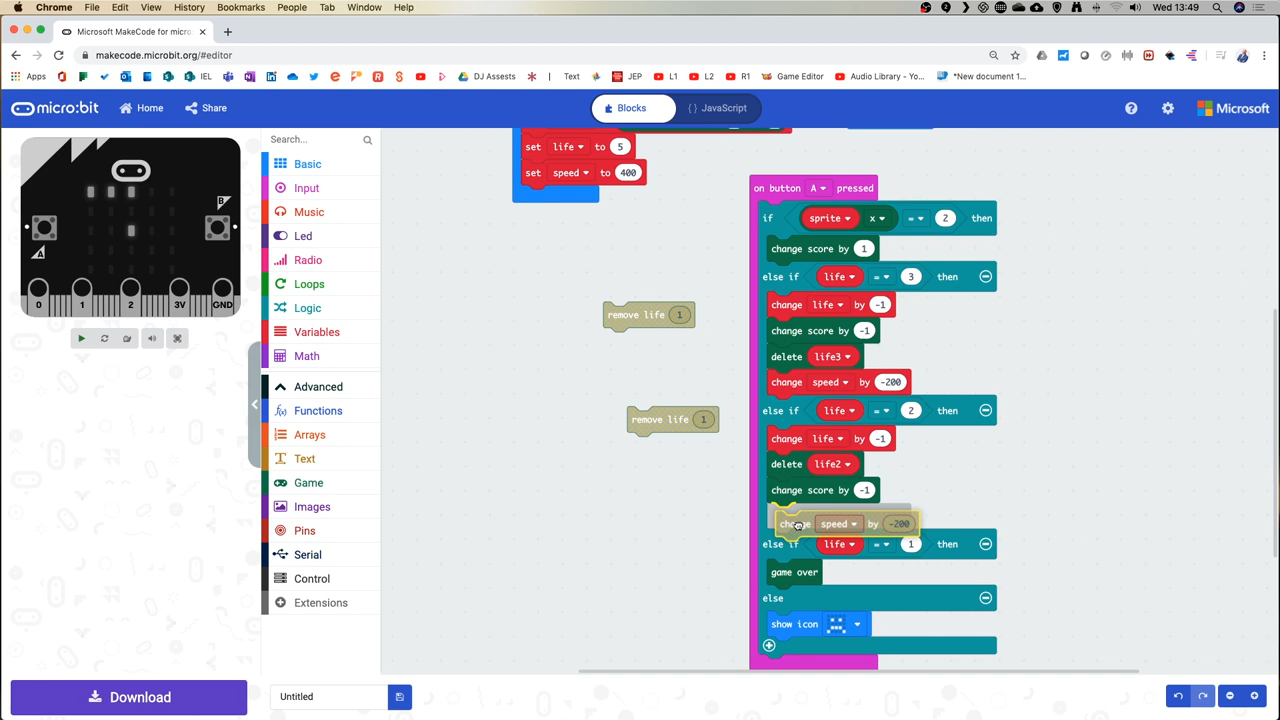 Chrome File Edit View History Bookmarks People Tab Window Help Wed 13:49
Microsoft MakeCode for micro:
makecode.microbit.org/#editor
Apps IEL DJ Assests Text JEP L1 L2 R1 Game Editor Audio Library - Yo... *New document 1...
micro:bit Home Share Blocks { } JavaScript ? Microsoft
Search...
Basic
Input
Music
Led
Radio
Loops
Logic
Variables
Math
Advanced
Functions
Arrays
Text
Game
Images
Pins
Serial
Control
Extensions
B
A
0 1 2 3V GND
set life to 5
set speed to 400
remove life 1
remove life 1
on button A pressed
if sprite x = 2 then
change score by 1
else if life = 3 then
change life by -1
change score by -1
delete life3
change speed by -200
else if life = 2 then
change life by -1
delete life2
change score by -1
change speed by -200
else if life = 1 then
game over
else
show icon
Download Untitled